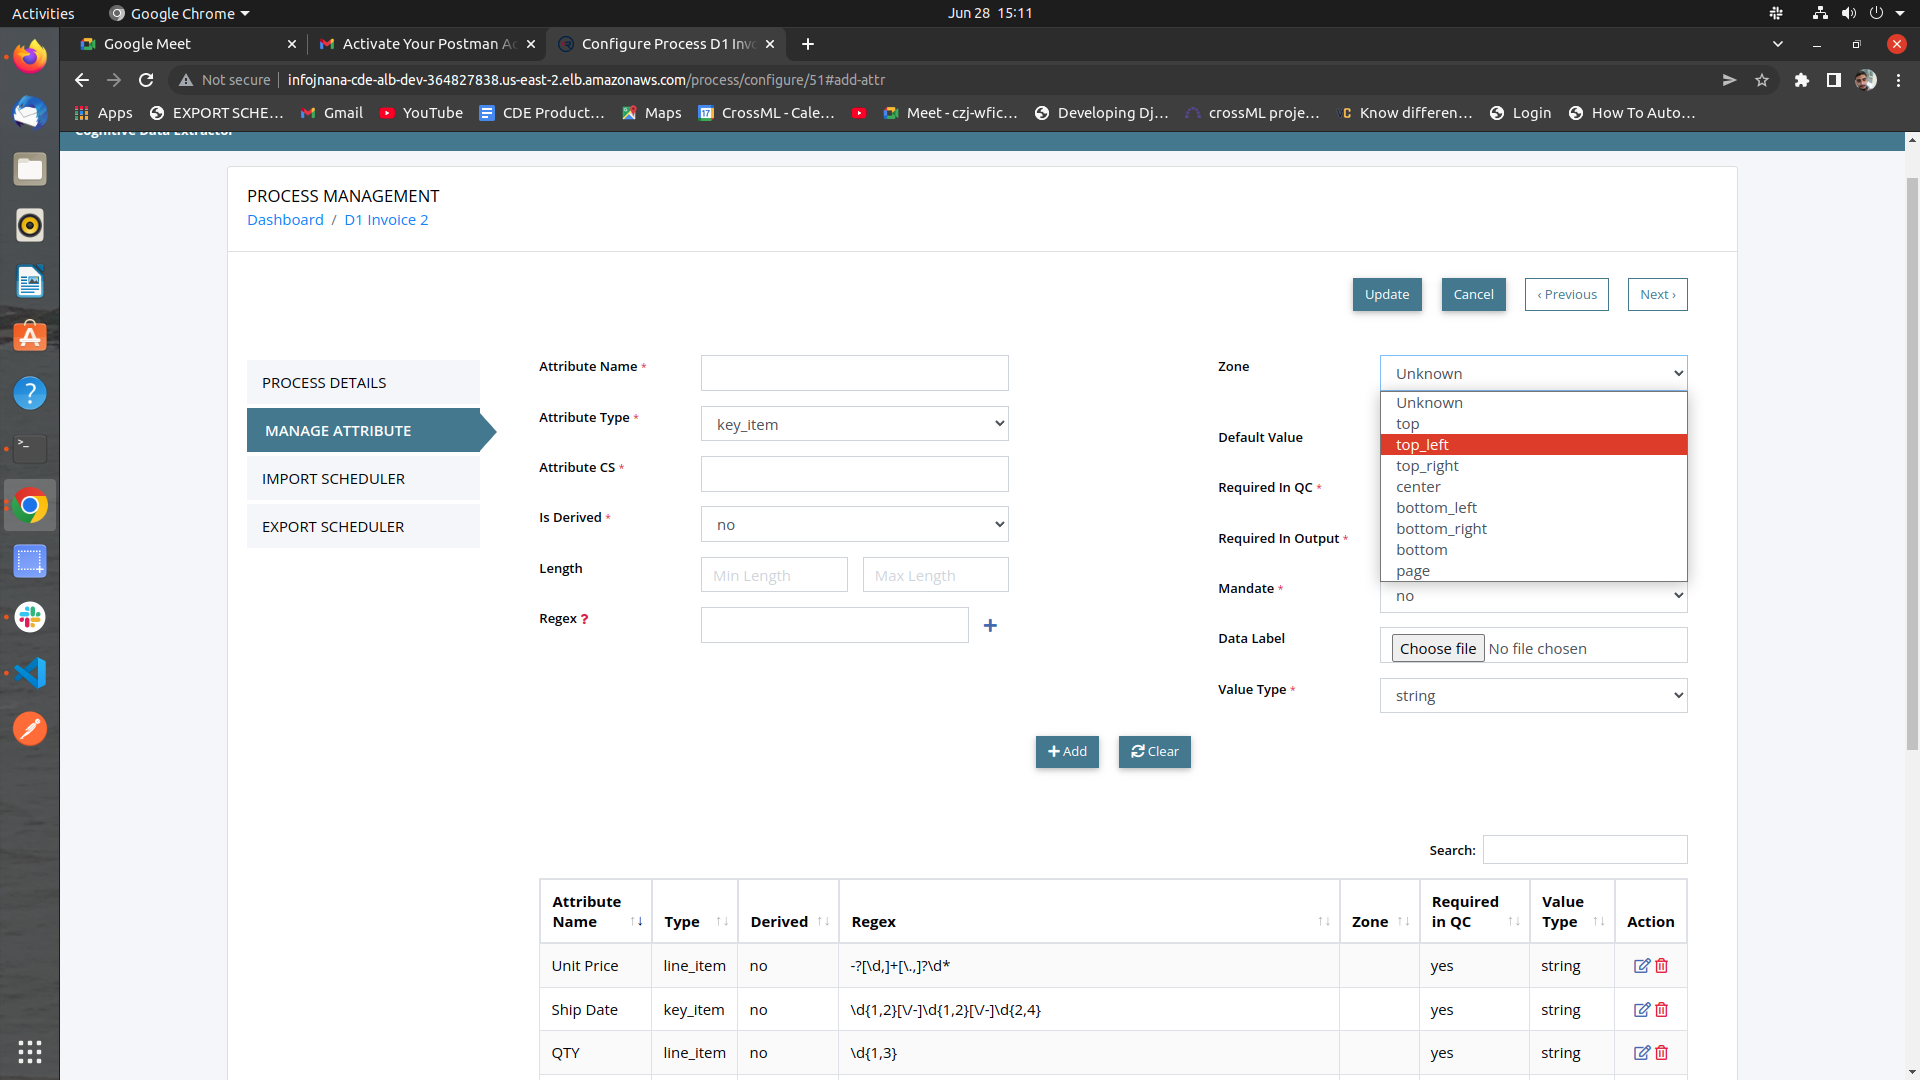 Activities
Google Chrome
Jun 28 15:11
Google Meet
Activate Your Postman Ac
Configure Process D1 Invo
Not secure
infojnana-cde-alb-dev-364827838.us-east-2.elb.amazonaws.com/process/configure/51#add-attr
Apps
EXPORT SCHE...
Gmail
YouTube
CDE Product...
Maps
CrossML - Cale...
Meet - czj-wfic...
Developing Dj...
crossML proje...
Know differen...
Login
How To Auto...
Cognitive Data Extractor
PROCESS MANAGEMENT
Dashboard / D1 Invoice 2
Update
Cancel
‹ Previous
Next ›
PROCESS DETAILS
MANAGE ATTRIBUTE
IMPORT SCHEDULER
EXPORT SCHEDULER
Attribute Name *
Attribute Type *
key_item
Attribute CS *
Is Derived *
no
Length
Min Length
Max Length
Regex ?
+
Zone
Unknown
Unknown
top
top_left
top_right
center
bottom_left
bottom_right
bottom
page
Default Value
Required In QC *
Required In Output *
Mandate *
no
Data Label
Choose file No file chosen
Value Type *
string
+ Add
Clear
Search:
Attribute Name Type Derived Regex Zone Required in QC Value Type Action
Unit Price line_item no -?[\d,]+[\.,]?\d* yes string
Ship Date key_item no \d{1,2}[\/-]\d{1,2}[\/-]\d{2,4} yes string
QTY line_item no \d{1,3} yes string